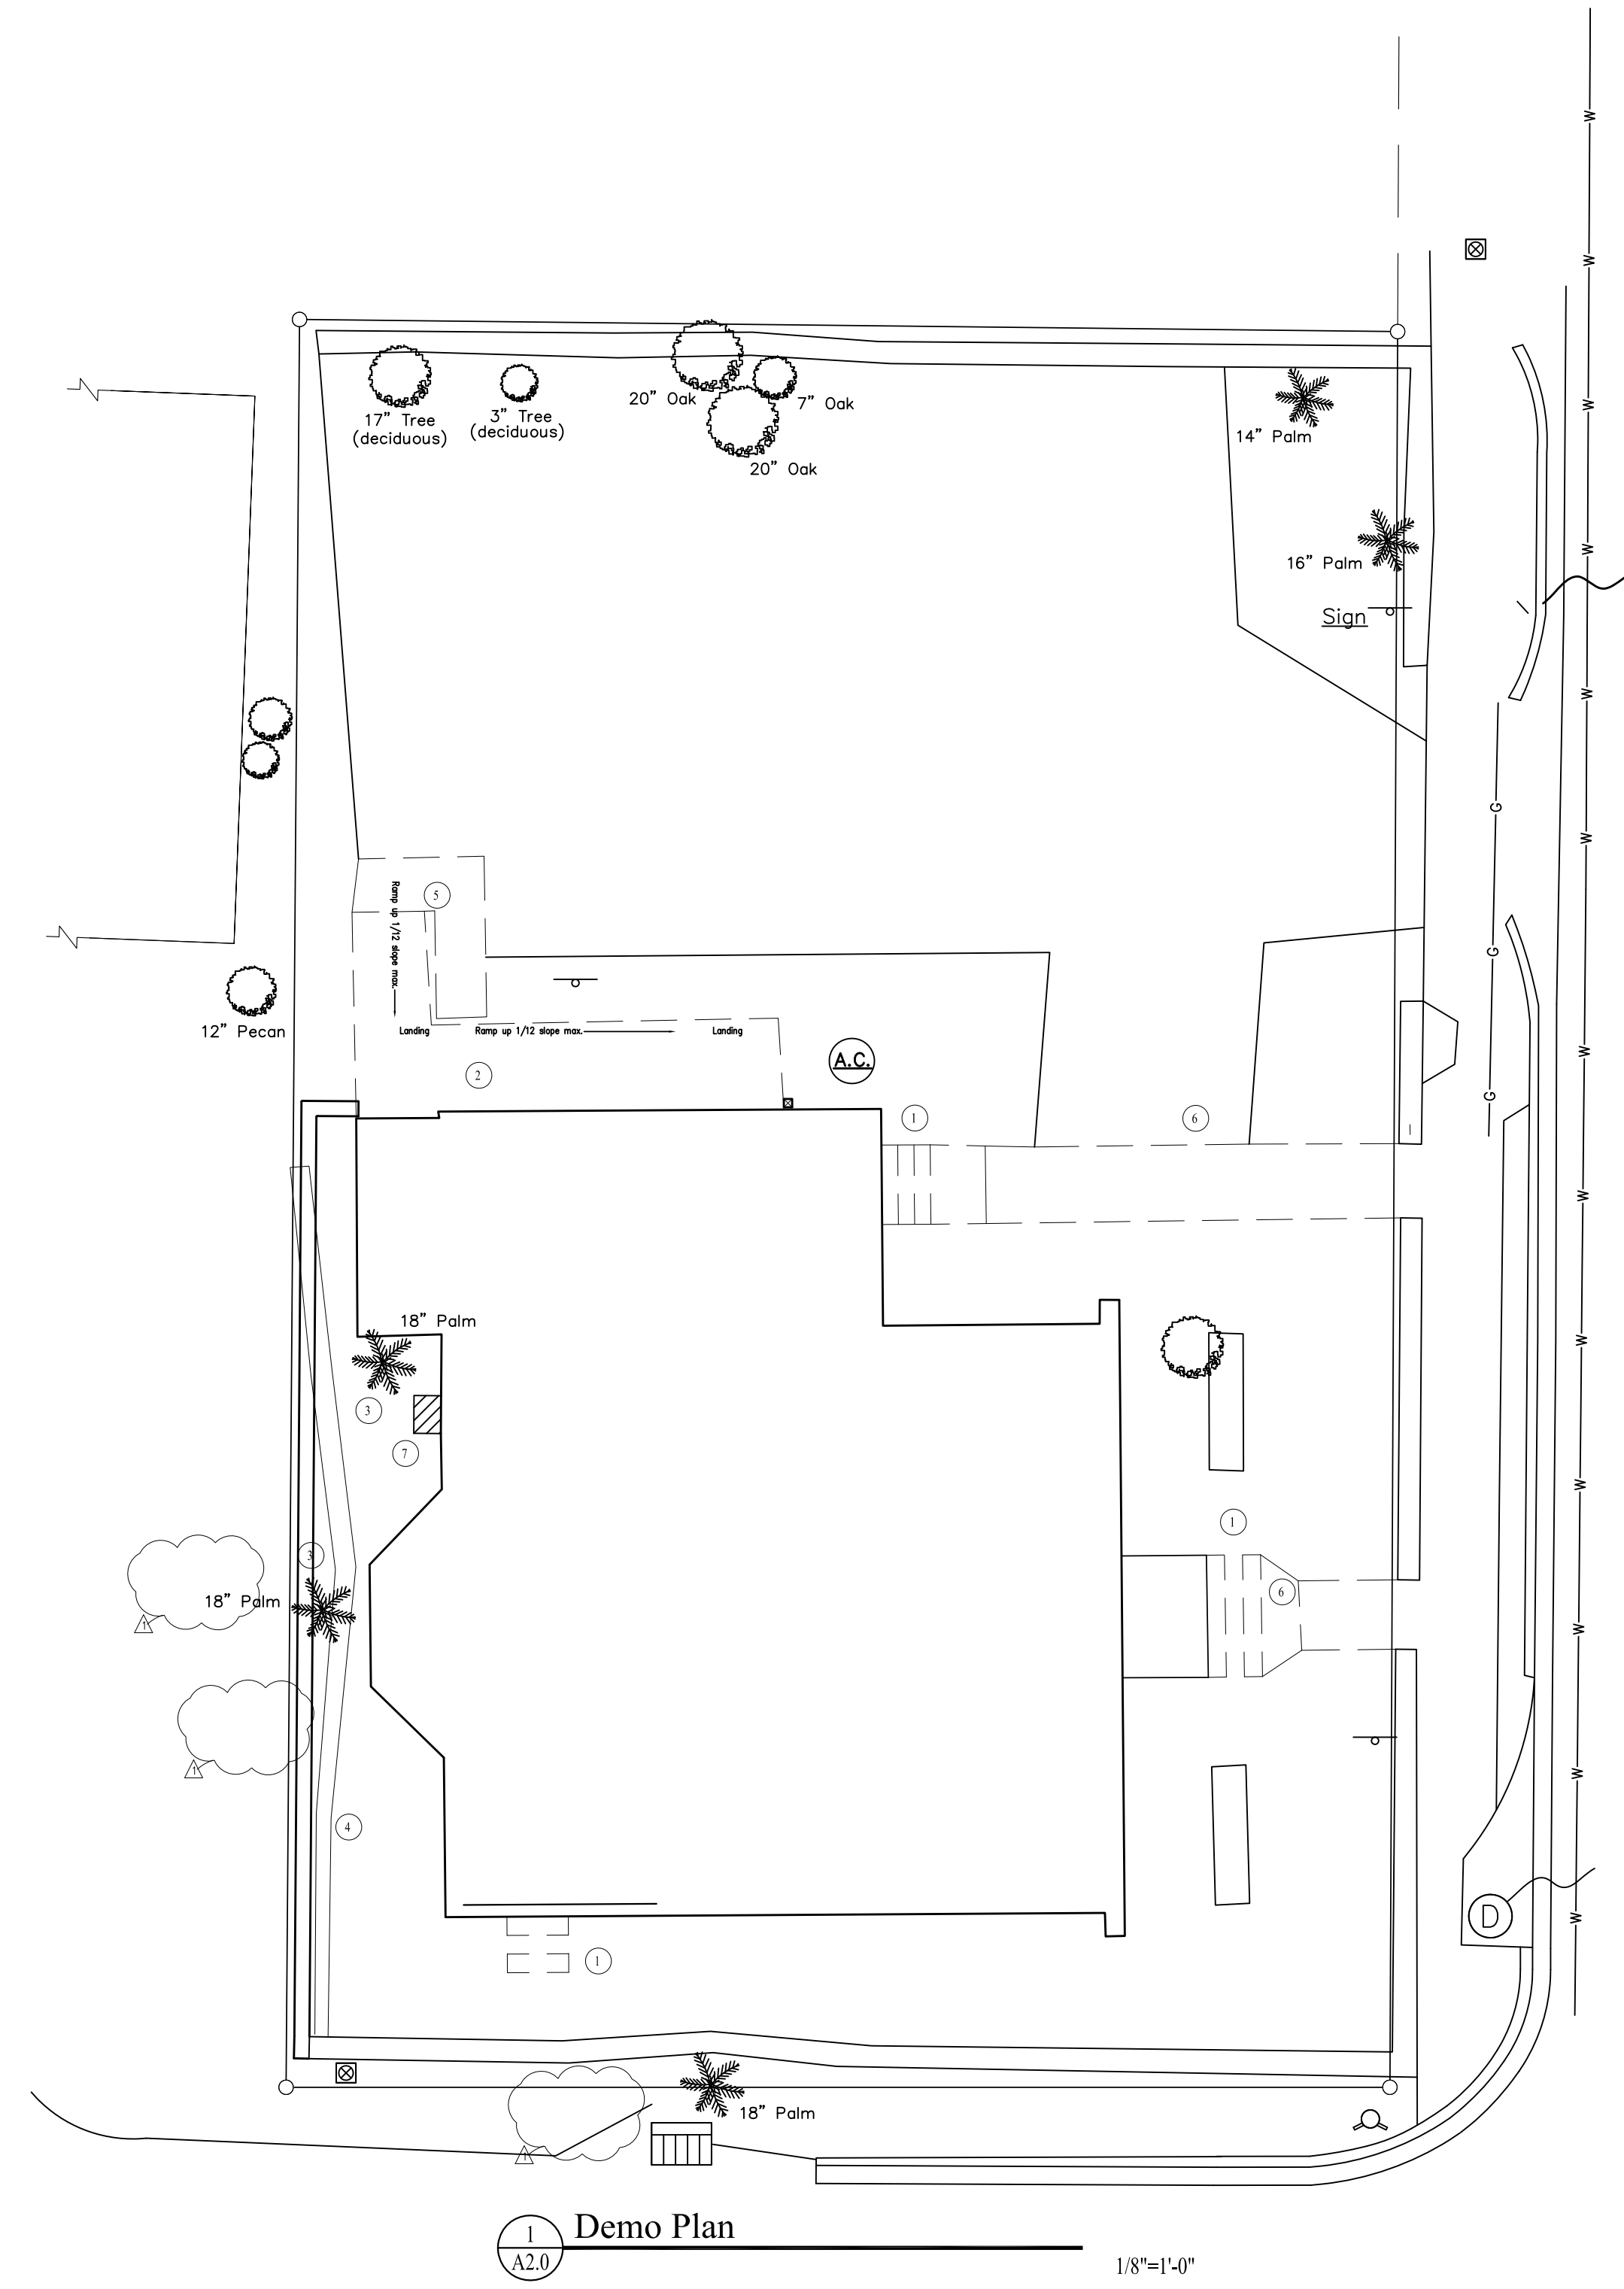 W
W
W
17” Tree
(deciduous)
3” Tree
(deciduous)
20” Oak
7” Oak
20” Oak
14” Palm
16” Palm
Sign
W
W
W
G
W
5
Ramp up 1/12 slope max.
G
12” Pecan
Landing
Ramp up 1/12 slope max.
Landing
A.C.
2
W
G
1
6
W
18” Palm
W
3
7
W
1
3
6
18” Palm
1
W
1
W
4
D
W
1
18” Palm
1
1
A2.0
Demo Plan
1/8"=1'-0"